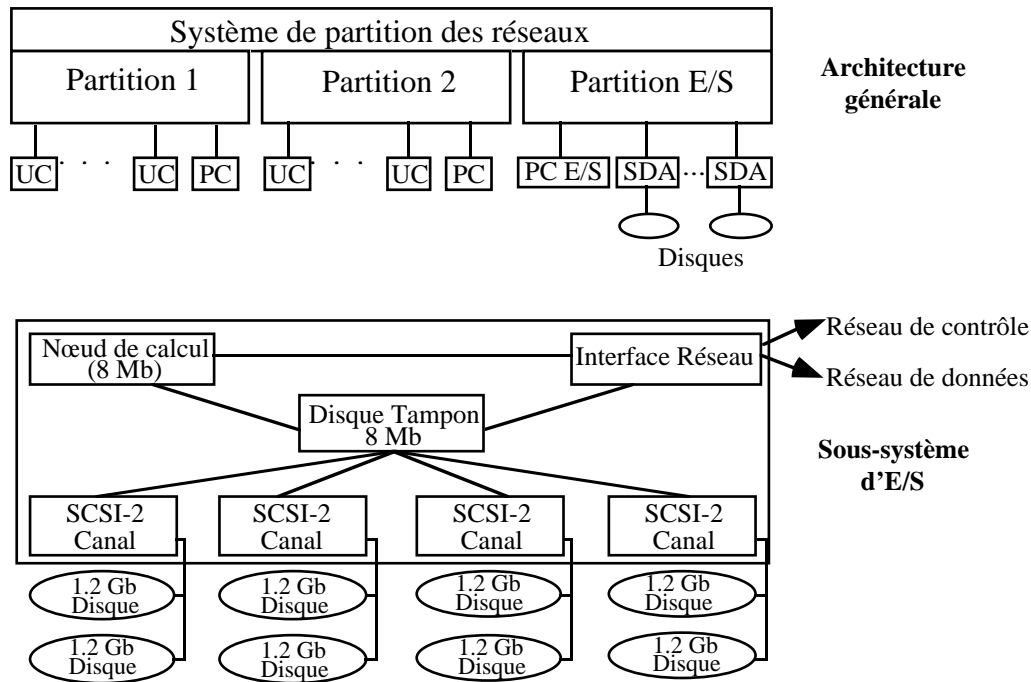 Système de partition des réseaux
Partition 1 Partition 2 Partition E/S
Architecture
générale
UC . . . UC PC UC . . . UC PC PC E/S SDA ... SDA
Disques
Nœud de calcul
(8 Mb)
Interface Réseau
Réseau de contrôle
Réseau de données
Disque Tampon
8 Mb
Sous-système
d'E/S
SCSI-2
Canal
SCSI-2
Canal
SCSI-2
Canal
SCSI-2
Canal
1.2 Gb
Disque
1.2 Gb
Disque
1.2 Gb
Disque
1.2 Gb
Disque
1.2 Gb
Disque
1.2 Gb
Disque
1.2 Gb
Disque
1.2 Gb
Disque